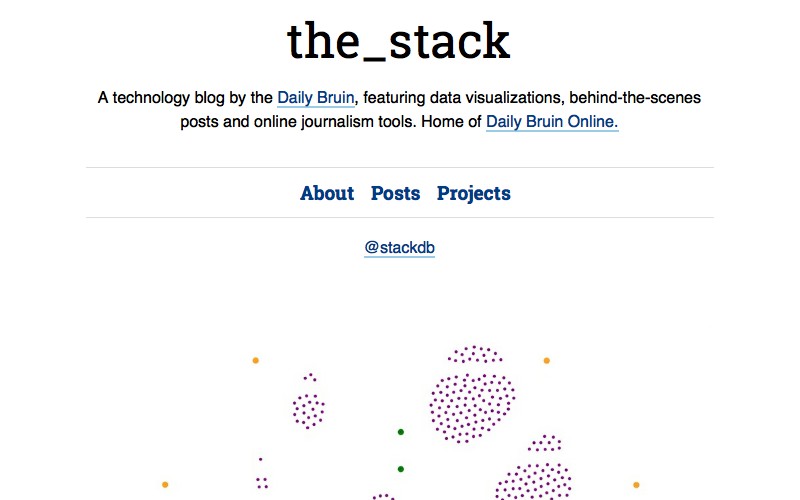 the_stack
A technology blog by the Daily Bruin, featuring data visualizations, behind-the-scenes
posts and online journalism tools. Home of Daily Bruin Online.
About Posts Projects
@stackdb